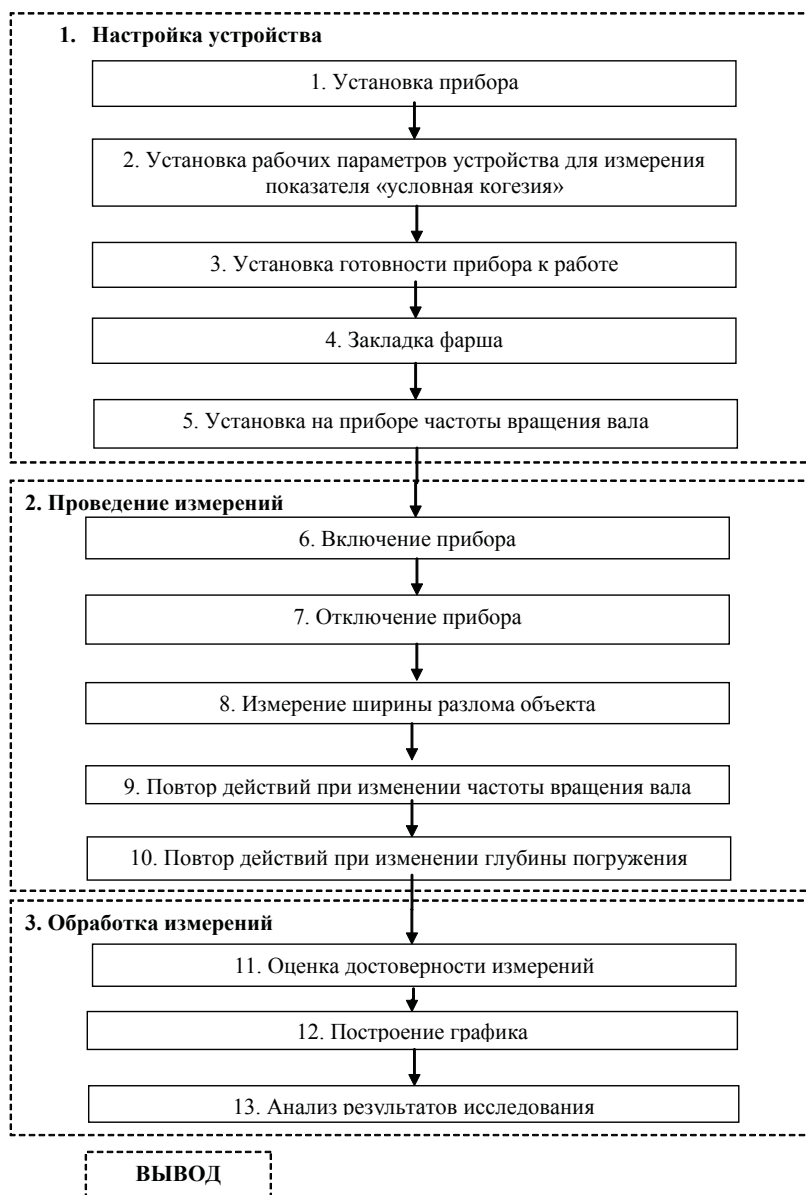 1. Настройка устройства
1. Установка прибора
2. Установка рабочих параметров устройства для измерения
показателя «условная когезия»
3. Установка готовности прибора к работе
4. Закладка фарша
5. Установка на приборе частоты вращения вала
2. Проведение измерений
6. Включение прибора
7. Отключение прибора
8. Измерение ширины разлома объекта
9. Повтор действий при изменении частоты вращения вала
10. Повтор действий при изменении глубины погружения
3. Обработка измерений
11. Оценка достоверности измерений
12. Построение графика
13. Анализ результатов исследования
ВЫВОД